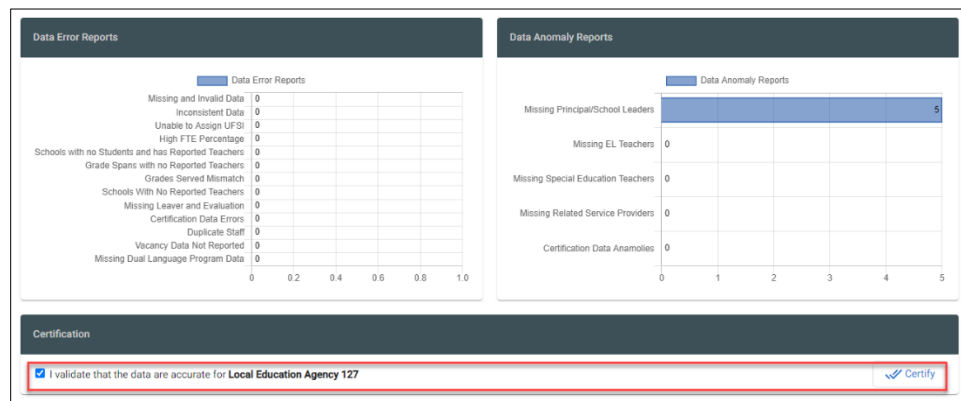 Data Error Reports
Data Error Reports
Missing and Invalid Data 0
Inconsistent Data 0
Unable to Assign UFSI 0
High FTE Percentage 0
Schools with no Students and has Reported Teachers 0
Grade Spans with no Reported Teachers 0
Grades Served Mismatch 0
Schools With No Reported Teachers 0
Missing Leaver and Evaluation 0
Certification Data Errors 0
Duplicate Staff 0
Vacancy Data Not Reported 0
Missing Dual Language Program Data 0
0 0.2 0.4 0.6 0.8 1.0
Data Anomaly Reports
Data Anomaly Reports
Missing Principal/School Leaders 5
Missing EL Teachers 0
Missing Special Education Teachers 0
Missing Related Service Providers 0
Certification Data Anamolies 0
0 1 2 3 4 5
Certification
I validate that the data are accurate for Local Education Agency 127 Certify